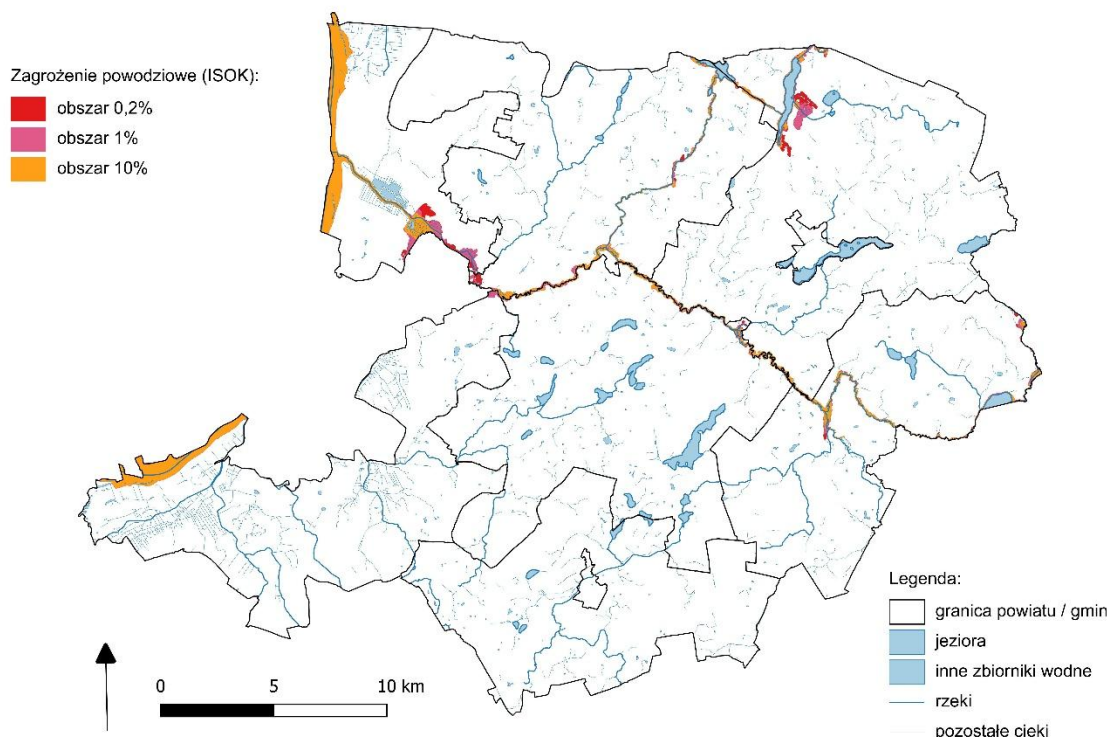 Zagrożenie powodziowe (ISOK):
obszar 0,2%
obszar 1%
obszar 10%
Legenda:
granica powiatu / gmin
jeziora
inne zbiorniki wodne
rzeki
pozostałe cieki
0 5 10 km